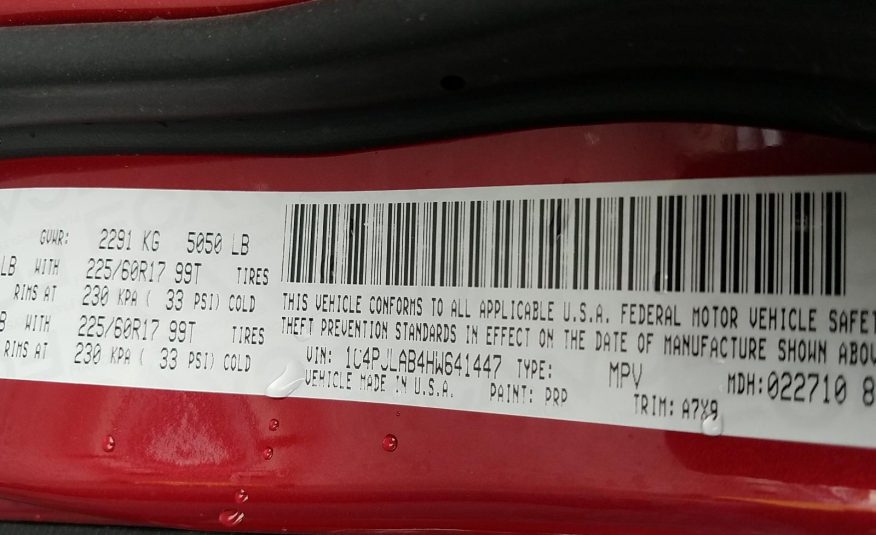 GVWR: 2291 KG 5050 LB
LB WITH 225/60R17 99T TIRES
RIMS AT 230 KPA ( 33 PSI) COLD
B WITH 225/60R17 99T TIRES
RIMS AT 230 KPA ( 33 PSI) COLD
THIS VEHICLE CONFORMS TO ALL APPLICABLE U.S.A. FEDERAL MOTOR VEHICLE SAFET
THEFT PREVENTION STANDARDS IN EFFECT ON THE DATE OF MANUFACTURE SHOWN ABOV
VIN: 1C4PJLAB4HW641447 TYPE: MPV MDH:022710 8
VEHICLE MADE IN U.S.A. PAINT: PRP TRIM: A7X9